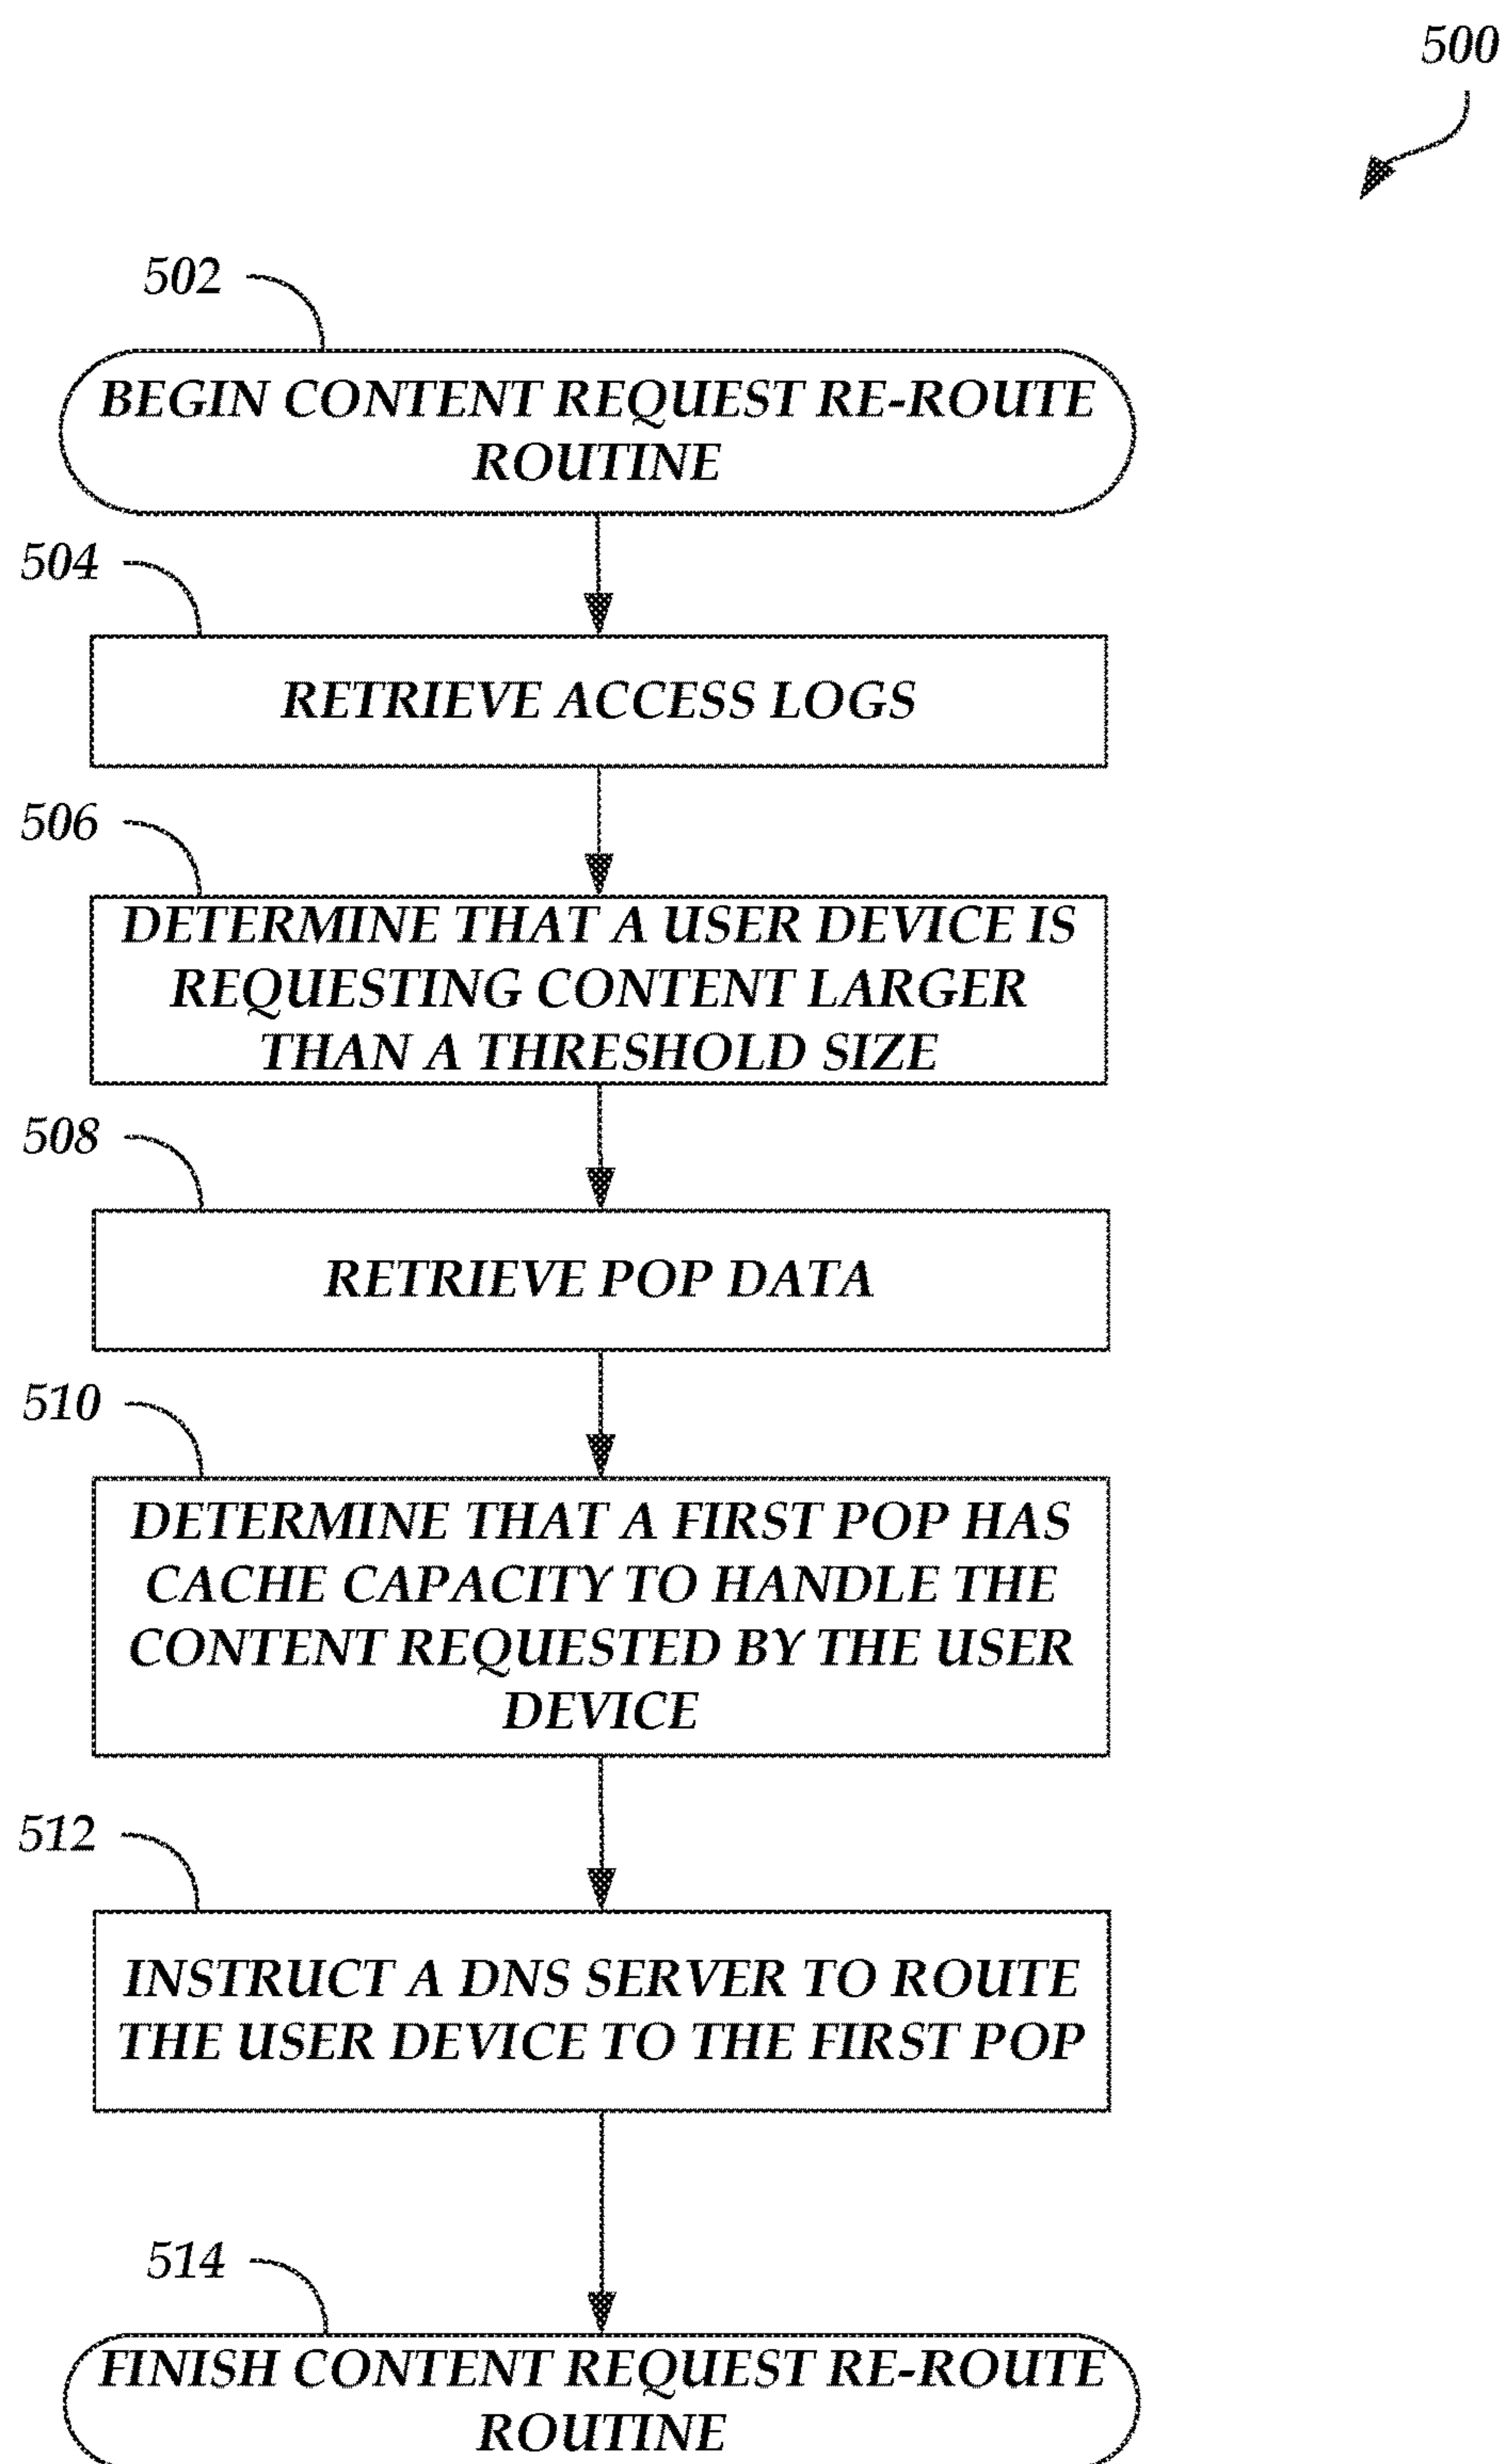 500
502
BEGIN CONTENT REQUEST RE-ROUTE
ROUTINE
504
RETRIEVE ACCESS LOGS
506
DETERMINE THAT A USER DEVICE IS
REQUESTING CONTENT LARGER
THAN A THRESHOLD SIZE
508
RETRIEVE POP DATA
510
DETERMINE THAT A FIRST POP HAS
CACHE CAPACITY TO HANDLE THE
CONTENT REQUESTED BY THE USER
DEVICE
512
INSTRUCT A DNS SERVER TO ROUTE
THE USER DEVICE TO THE FIRST POP
514
FINISH CONTENT REQUEST RE-ROUTE
ROUTINE